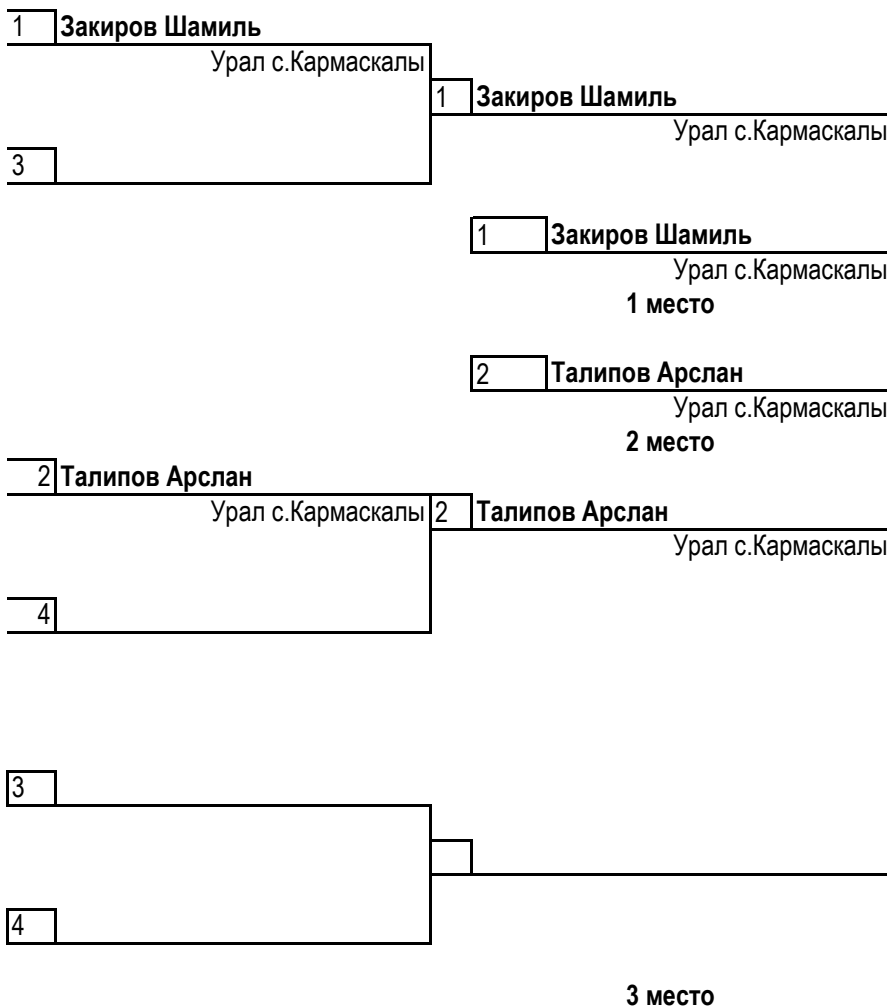 1 Закиров Шамиль
Урал с.Кармаскалы
1 Закиров Шамиль
Урал с.Кармаскалы
3
1 Закиров Шамиль
Урал с.Кармаскалы
1 место
2 Талипов Арслан
Урал с.Кармаскалы
2 место
2 Талипов Арслан
Урал с.Кармаскалы 2 Талипов Арслан
Урал с.Кармаскалы
4
3
4
3 место